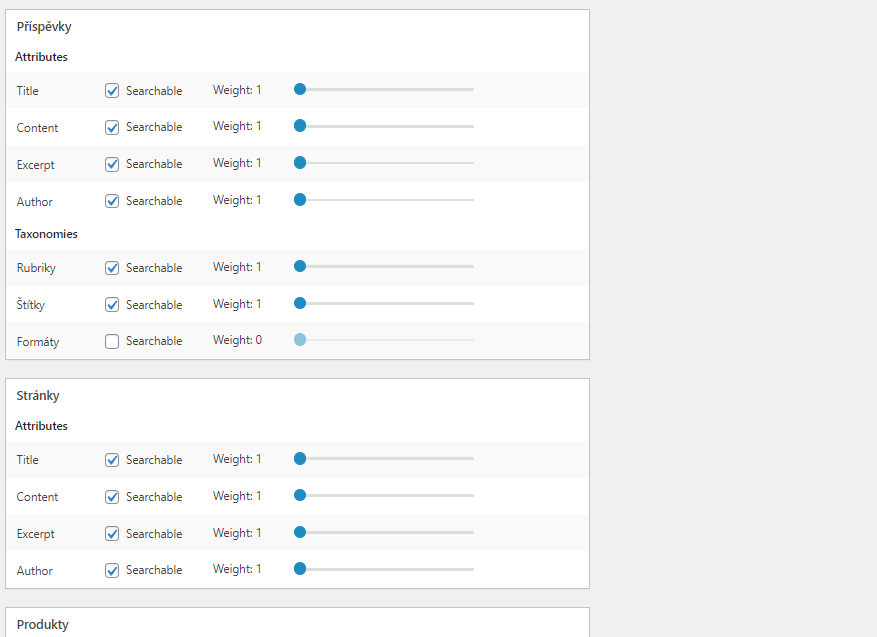 Příspěvky
Attributes
Title Searchable Weight: 1
Content Searchable Weight: 1
Excerpt Searchable Weight: 1
Author Searchable Weight: 1
Taxonomies
Rubriky Searchable Weight: 1
Štítky Searchable Weight: 1
Formáty Searchable Weight: 0
Stránky
Attributes
Title Searchable Weight: 1
Content Searchable Weight: 1
Excerpt Searchable Weight: 1
Author Searchable Weight: 1
Produkty